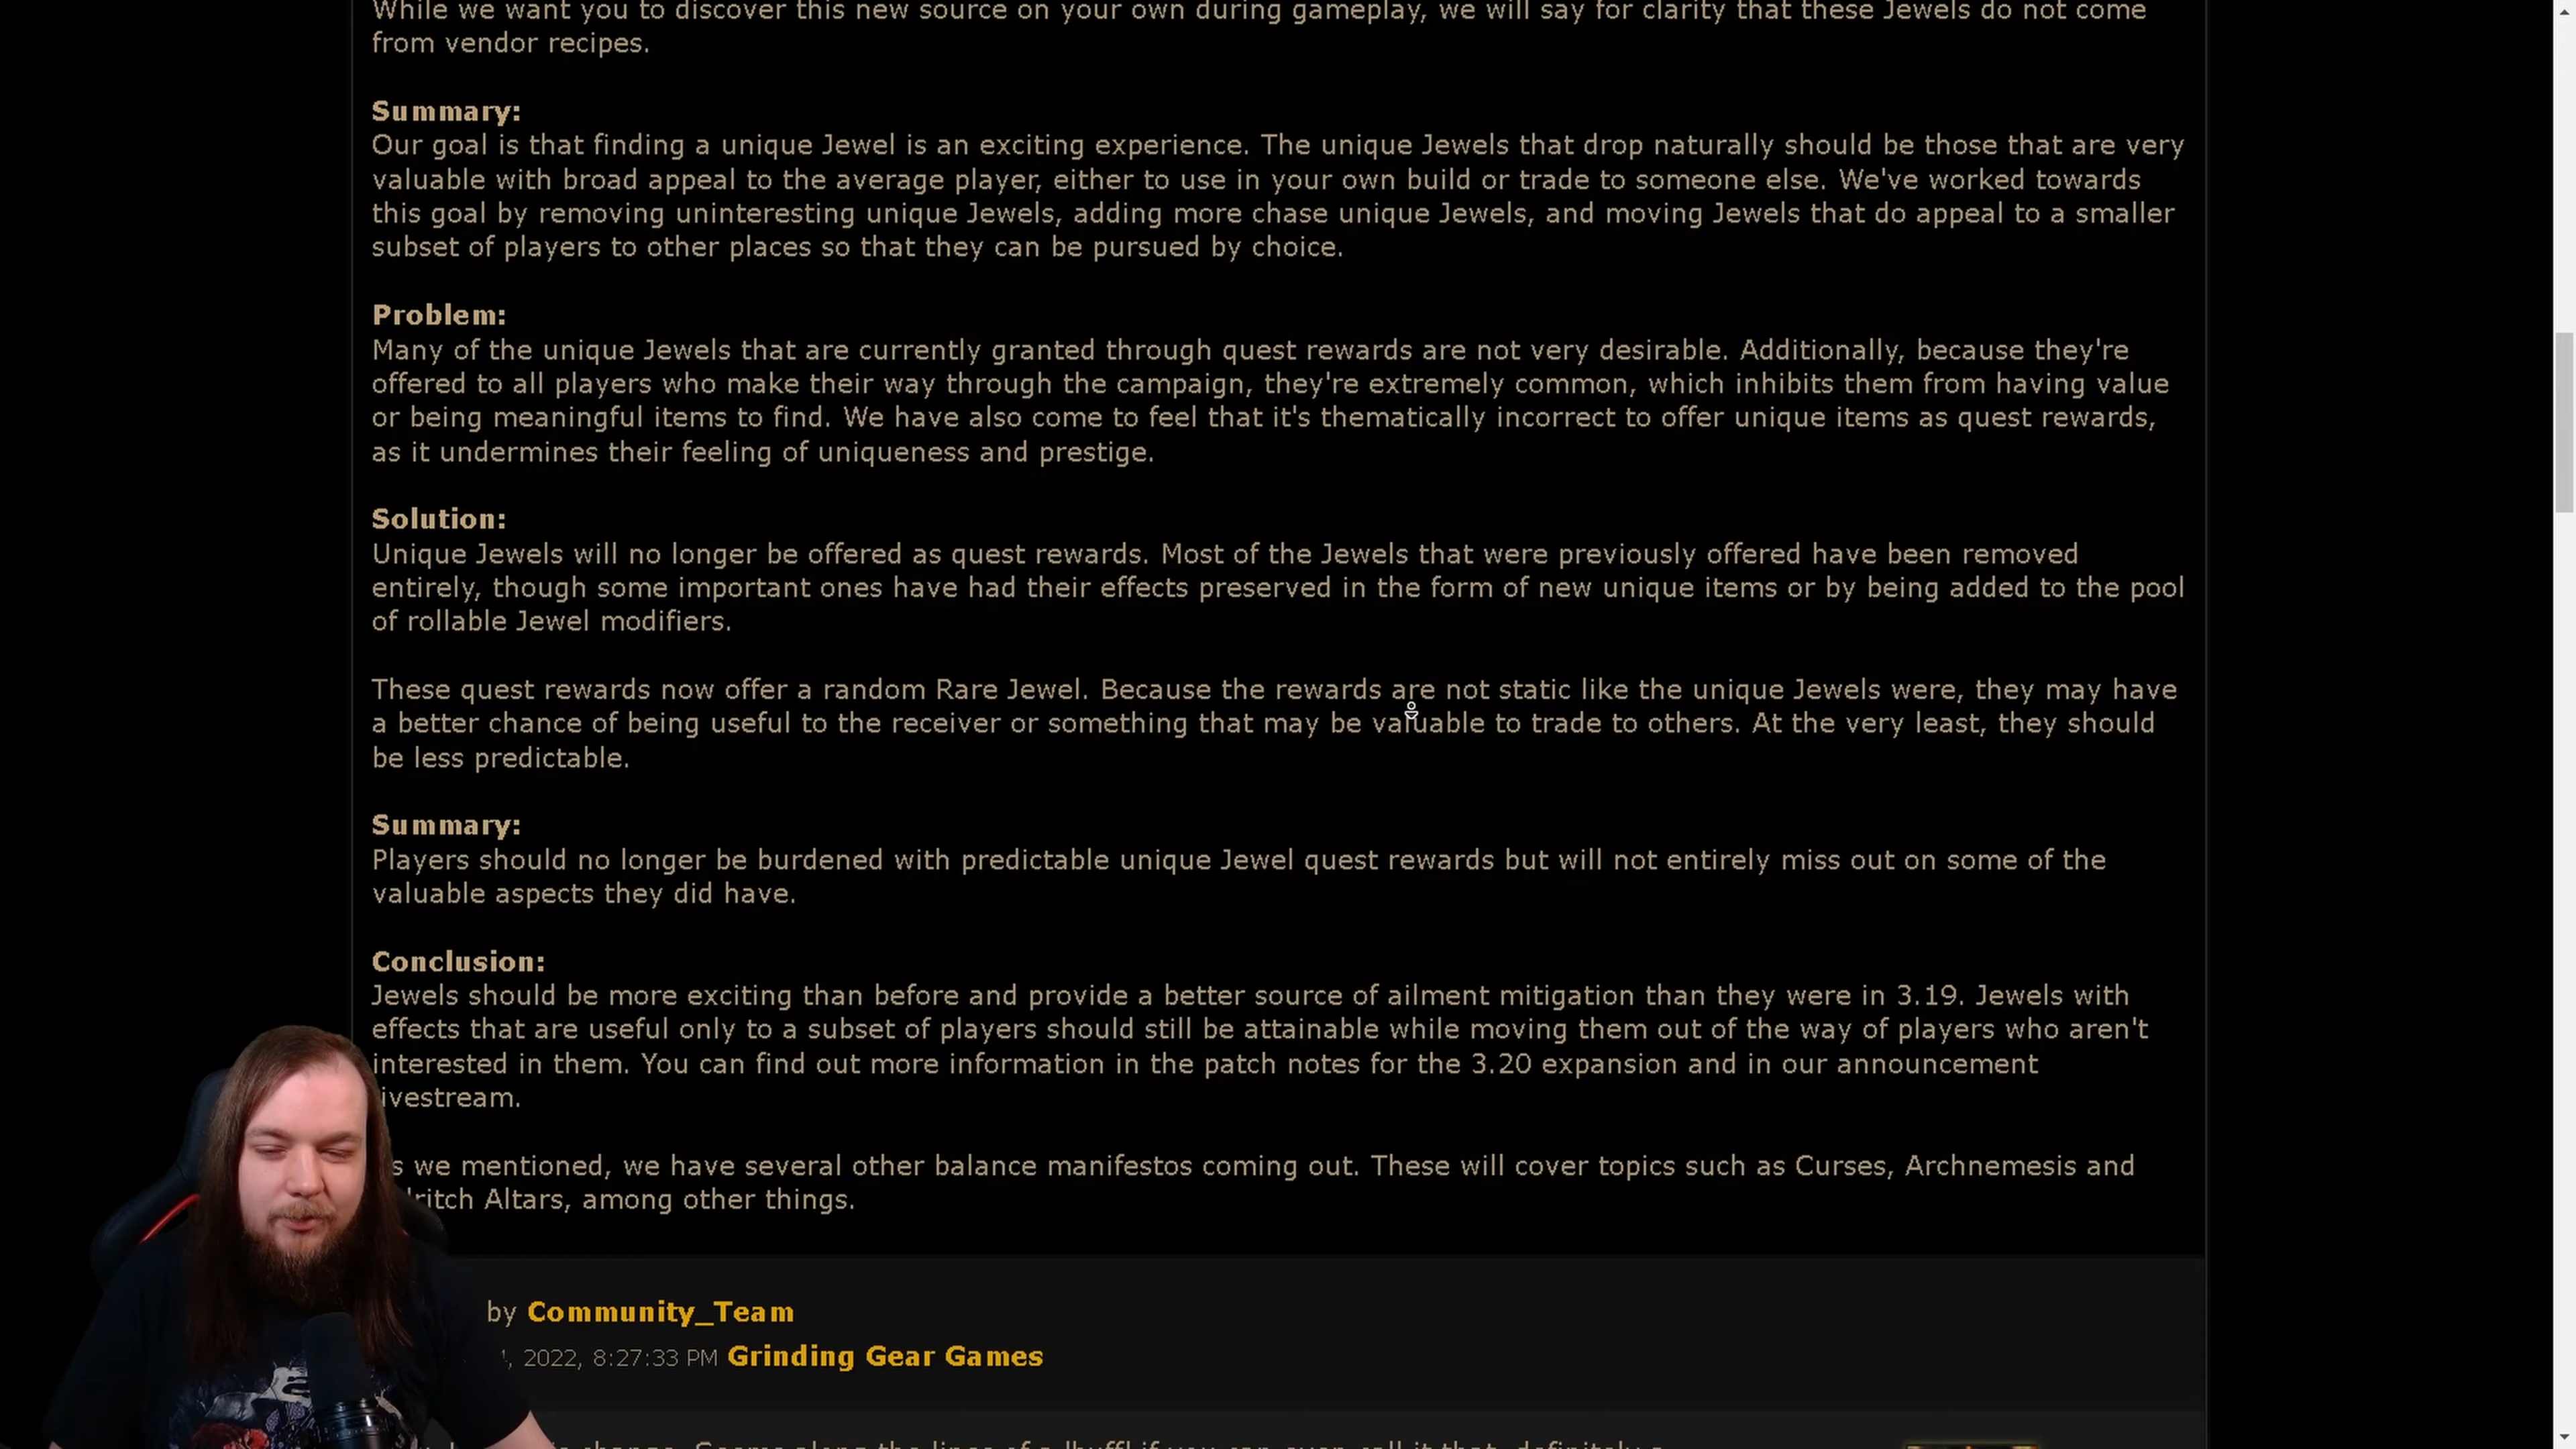 While we want you to discover this new source on your own during gameplay, we will say for clarity that these Jewels do not come
from vendor recipes.
Summary:
Our goal is that finding a unique Jewel is an exciting experience. The unique Jewels that drop naturally should be those that are very
valuable with broad appeal to the average player, either to use in your own build or trade to someone else. We've worked towards
this goal by removing uninteresting unique Jewels, adding more chase unique Jewels, and moving Jewels that do appeal to a smaller
subset of players to other places so that they can be pursued by choice.
Problem:
Many of the unique Jewels that are currently granted through quest rewards are not very desirable. Additionally, because they're
offered to all players who make their way through the campaign, they're extremely common, which inhibits them from having value
or being meaningful items to find. We have also come to feel that it's thematically incorrect to offer unique items as quest rewards,
as it undermines their feeling of uniqueness and prestige.
Solution:
Unique Jewels will no longer be offered as quest rewards. Most of the Jewels that were previously offered have been removed
entirely, though some important ones have had their effects preserved in the form of new unique items or by being added to the pool
of rollable Jewel modifiers.
These quest rewards now offer a random Rare Jewel. Because the rewards are not static like the unique Jewels were, they may have
a better chance of being useful to the receiver or something that may be valuable to trade to others. At the very least, they should
be less predictable.
Summary:
Players should no longer be burdened with predictable unique Jewel quest rewards but will not entirely miss out on some of the
valuable aspects they did have.
Conclusion:
Jewels should be more exciting than before and provide a better source of ailment mitigation than they were in 3.19. Jewels with
effects that are useful only to a subset of players should still be attainable while moving them out of the way of players who aren't
interested in them. You can find out more information in the patch notes for the 3.20 expansion and in our announcement
ivestream.
s we mentioned, we have several other balance manifestos coming out. These will cover topics such as Curses, Archnemesis and
ritch Altars, among other things.
by Community_Team
, 2022, 8:27:33 PM Grinding Gear Games